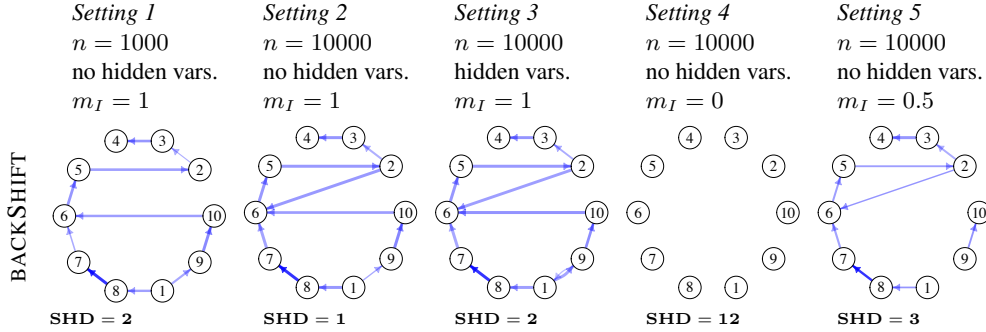 Setting 1 Setting 2 Setting 3 Setting 4 Setting 5
n = 1000 n = 10000 n = 10000 n = 10000 n = 10000
no hidden vars. no hidden vars. hidden vars. no hidden vars. no hidden vars.
m_I = 1 m_I = 1 m_I = 1 m_I = 0 m_I = 0.5
BACKSHIFT
4 3 4 3 4 3 4 3 4 3
5 2 5 2 5 2 5 2 5 2
6 10 6 10 6 10 6 10 6 10
7 9 7 9 7 9 7 9 7 9
8 1 8 1 8 1 8 1 8 1
SHD = 2 SHD = 1 SHD = 2 SHD = 12 SHD = 3